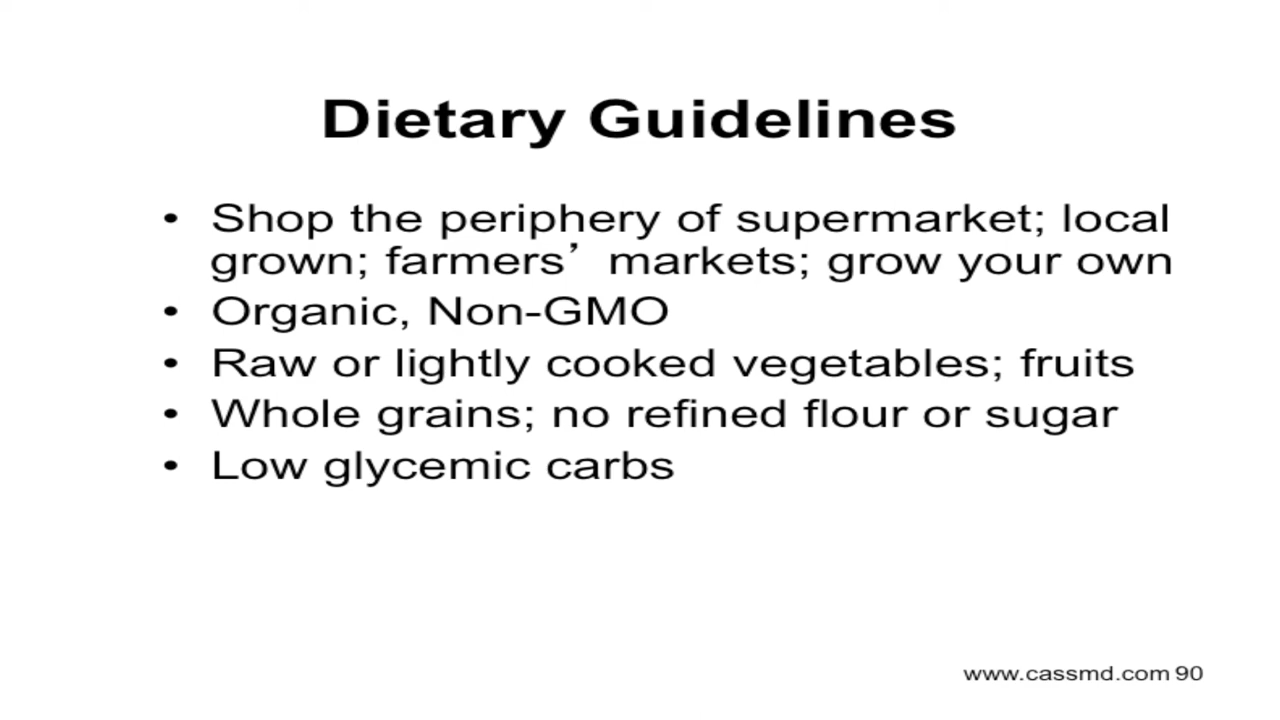 Dietary Guidelines
• Shop the periphery of supermarket; local
grown; farmers’ markets; grow your own
• Organic, Non-GMO
• Raw or lightly cooked vegetables; fruits
• Whole grains; no refined flour or sugar
• Low glycemic carbs
www.cassmd.com 90